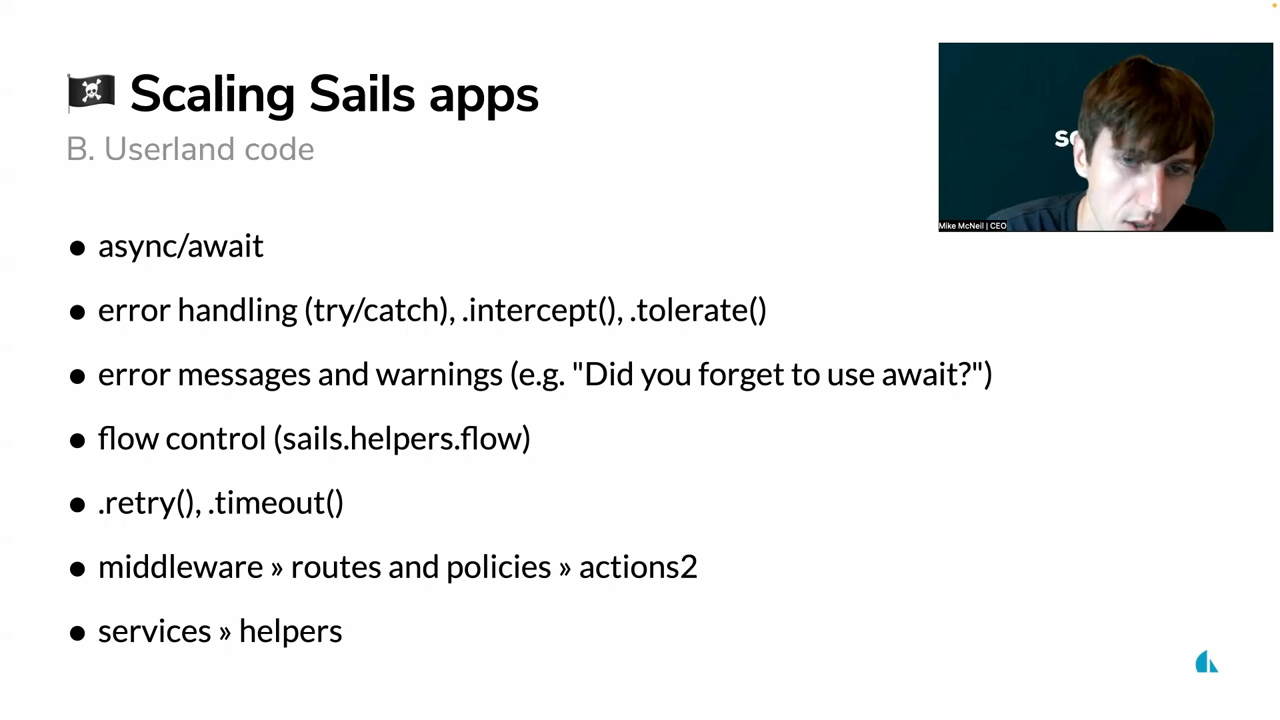 Scaling Sails apps
B. Userland code
sc
Mike McNeil | CEO
● async/await
● error handling (try/catch), .intercept(), .tolerate()
● error messages and warnings (e.g. "Did you forget to use await?")
● flow control (sails.helpers.flow)
● .retry(), .timeout()
● middleware » routes and policies » actions2
● services » helpers